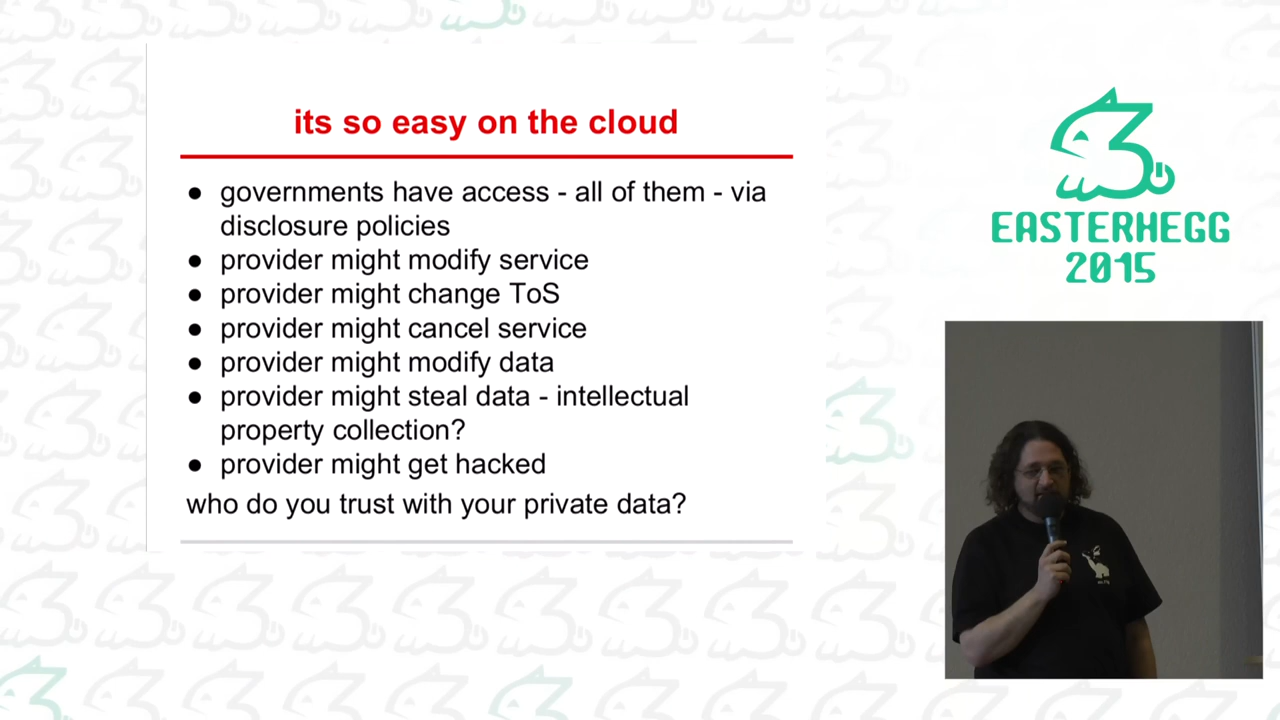 its so easy on the cloud
● governments have access - all of them - via
disclosure policies
● provider might modify service
● provider might change ToS
● provider might cancel service
● provider might modify data
● provider might steal data - intellectual
property collection?
● provider might get hacked
who do you trust with your private data?
EASTERHEGG
2015